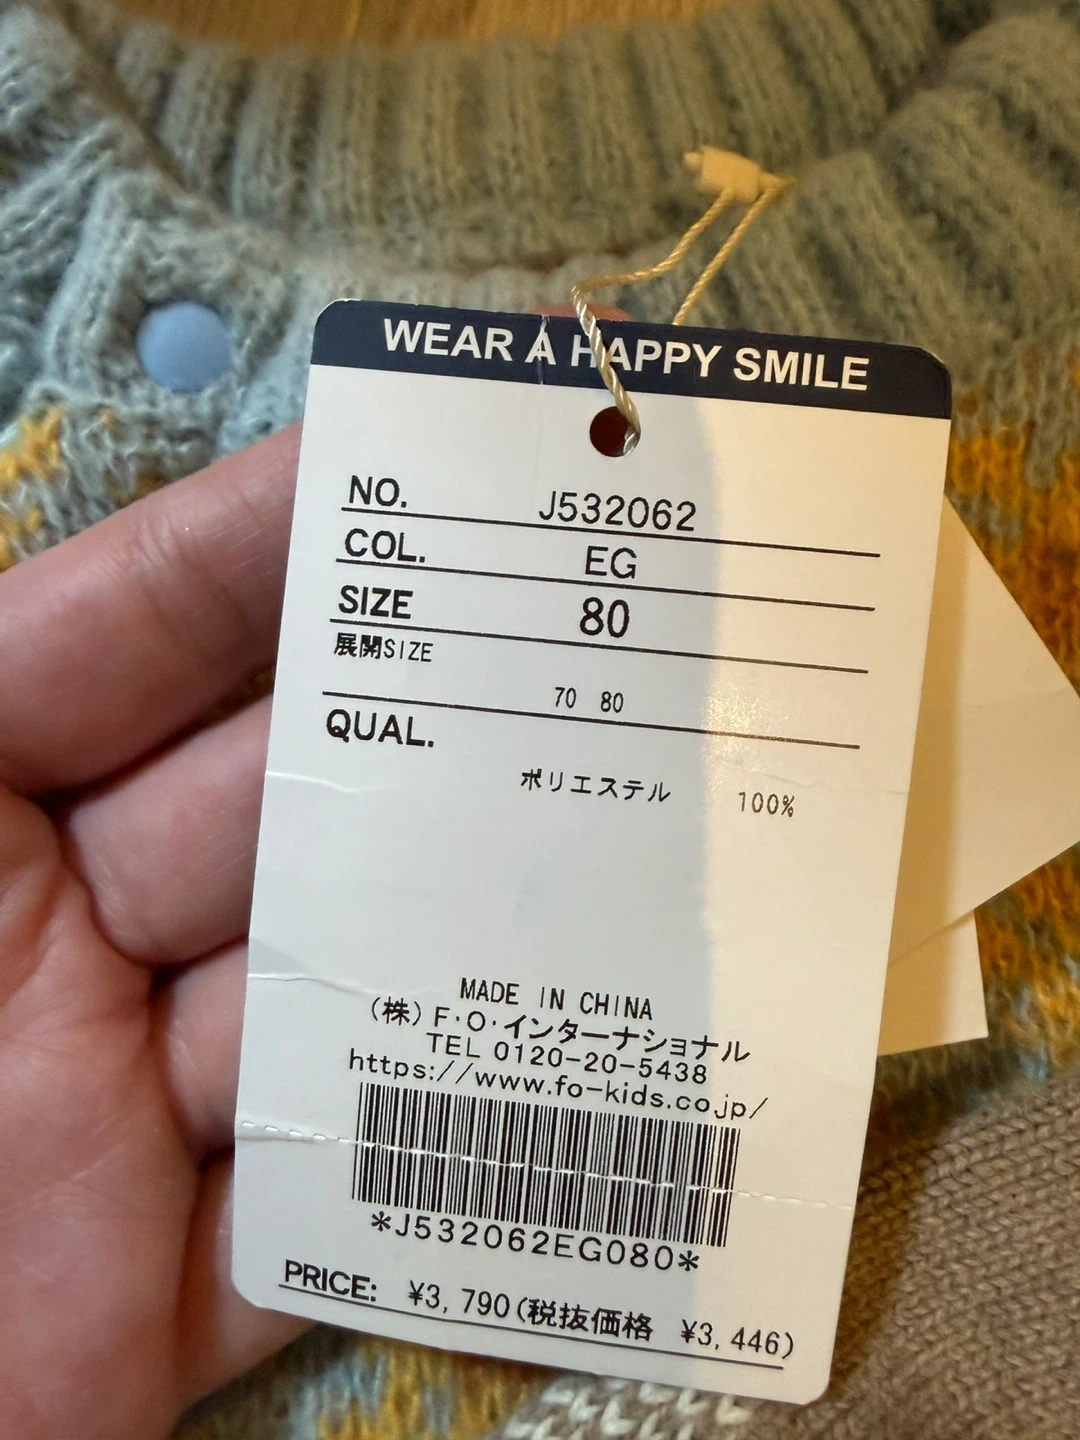 WEAR A HAPPY SMILE
NO. J532062
COL. EG
SIZE 80
展開SIZE
70 80
QUAL.
ポリエステル 100%
MADE IN CHINA
(株)F・O・インターナショナル
TEL 0120-20-5438
https://www.fo-kids.co.jp/
*J532062EG080*
PRICE: ¥3,790(税抜価格 ¥3,446)